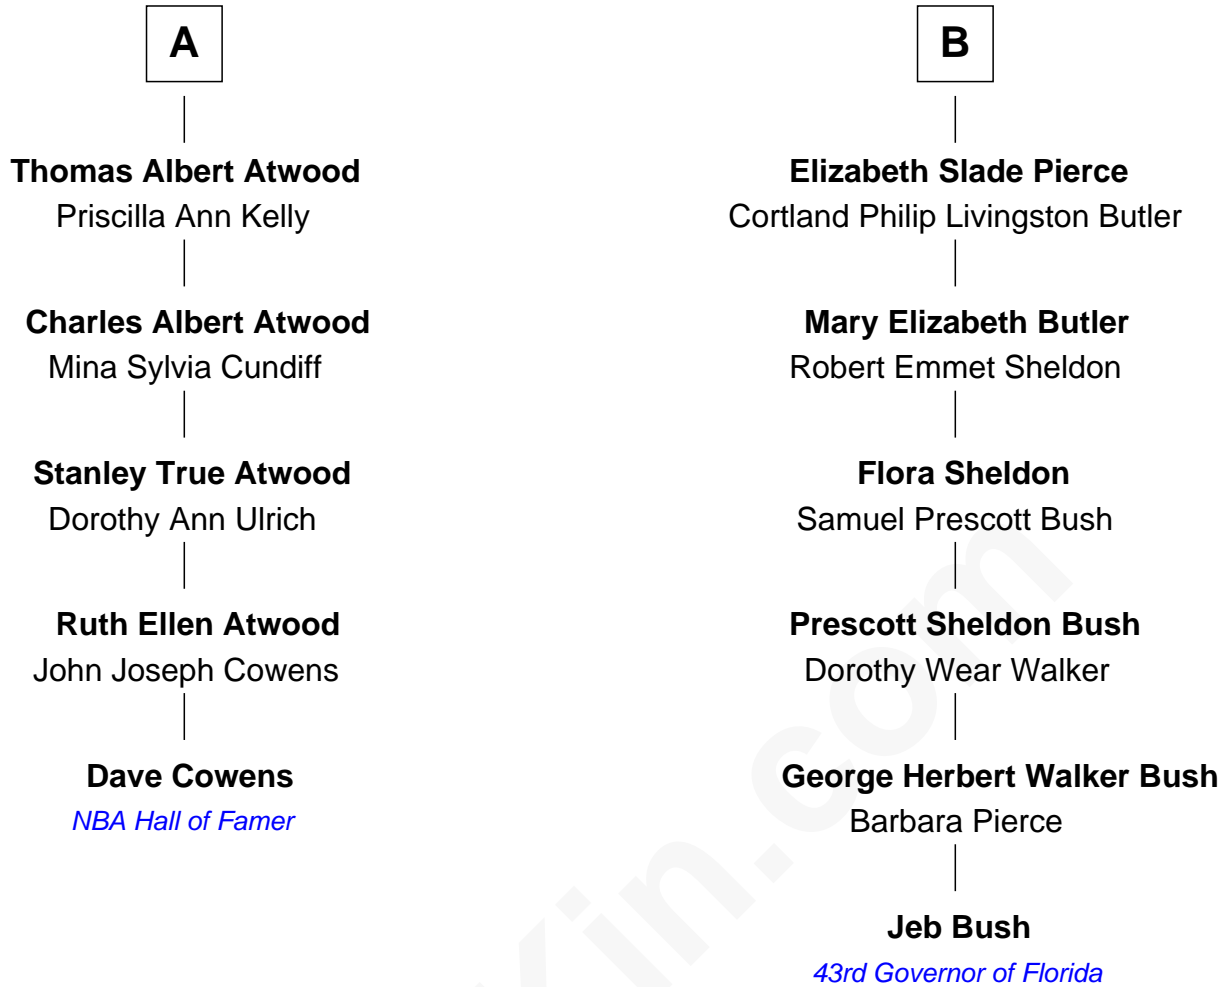 A
Thomas Albert Atwood
Priscilla Ann Kelly
Charles Albert Atwood
Mina Sylvia Cundiff
Stanley True Atwood
Dorothy Ann Ulrich
Ruth Ellen Atwood
John Joseph Cowens
Dave Cowens
NBA Hall of Famer
B
Elizabeth Slade Pierce
Cortland Philip Livingston Butler
Mary Elizabeth Butler
Robert Emmet Sheldon
Flora Sheldon
Samuel Prescott Bush
Prescott Sheldon Bush
Dorothy Wear Walker
George Herbert Walker Bush
Barbara Pierce
Jeb Bush
43rd Governor of Florida
Kin.com